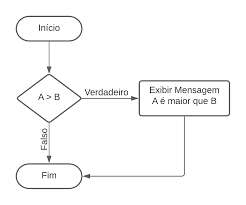 Início
A > B
Verdadeiro
Exibir Mensagem
A é maior que B
Falso
Fim